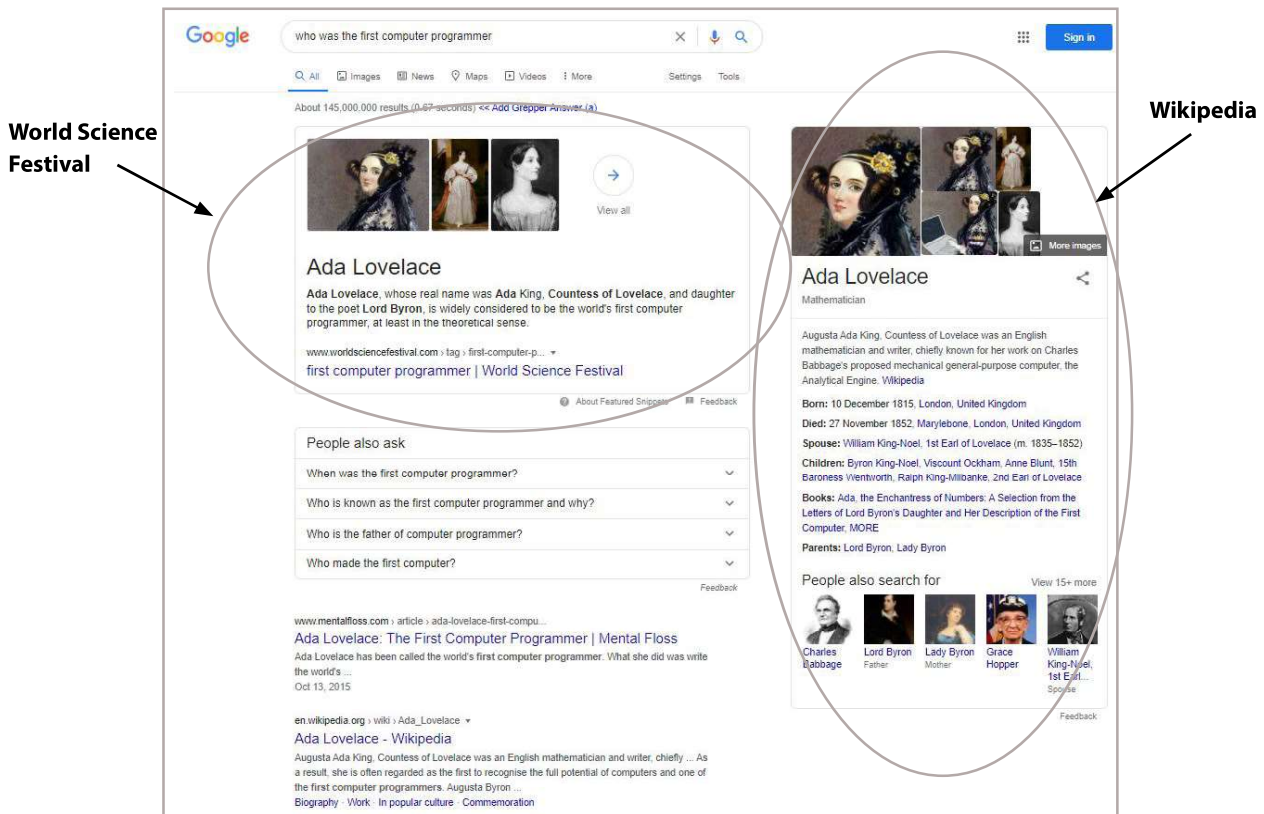 Google
who was the first computer programmer
Sign in
All
Images
News
Maps
Videos
More
Settings
Tools
About 145,000,000 results (0.67 seconds) << Add Grepper Answer (a)
World Science
Festival
Wikipedia
View all
Ada Lovelace
Ada Lovelace, whose real name was Ada King, Countess of Lovelace, and daughter
to the poet Lord Byron, is widely considered to be the world's first computer
programmer, at least in the theoretical sense.
www.worldsciencefestival.com › tag › first-computer-p...
first computer programmer | World Science Festival
About Featured Snippets
Feedback
People also ask
When was the first computer programmer?
Who is known as the first computer programmer and why?
Who is the father of computer programmer?
Who made the first computer?
Feedback
www.mentalfloss.com › article › ada-lovelace-first-compu...
Ada Lovelace: The First Computer Programmer | Mental Floss
Ada Lovelace has been called the world's first computer programmer. What she did was write
the world's ...
Oct 13, 2015
en.wikipedia.org › wiki › Ada_Lovelace
Ada Lovelace - Wikipedia
Augusta Ada King, Countess of Lovelace was an English mathematician and writer, chiefly ... As
a result, she is often regarded as the first to recognise the full potential of computers and one of
the first computer programmers. Augusta Byron ...
Biography · Work · In popular culture · Commemoration
More images
Ada Lovelace
Mathematician
Augusta Ada King, Countess of Lovelace was an English
mathematician and writer, chiefly known for her work on Charles
Babbage's proposed mechanical general-purpose computer, the
Analytical Engine. Wikipedia
Born: 10 December 1815, London, United Kingdom
Died: 27 November 1852, Marylebone, London, United Kingdom
Spouse: William King-Noel, 1st Earl of Lovelace (m. 1835–1852)
Children: Byron King-Noel, Viscount Ockham, Anne Blunt, 15th
Baroness Wentworth, Ralph King-Milbanke, 2nd Earl of Lovelace
Books: Ada, the Enchantress of Numbers: A Selection from the
Letters of Lord Byron's Daughter and Her Description of the First
Computer, MORE
Parents: Lord Byron, Lady Byron
People also search for
View 15+ more
Charles
Babbage
Lord Byron
Father
Lady Byron
Mother
Grace
Hopper
William
King-Noel,
1st Earl...
Spouse
Feedback